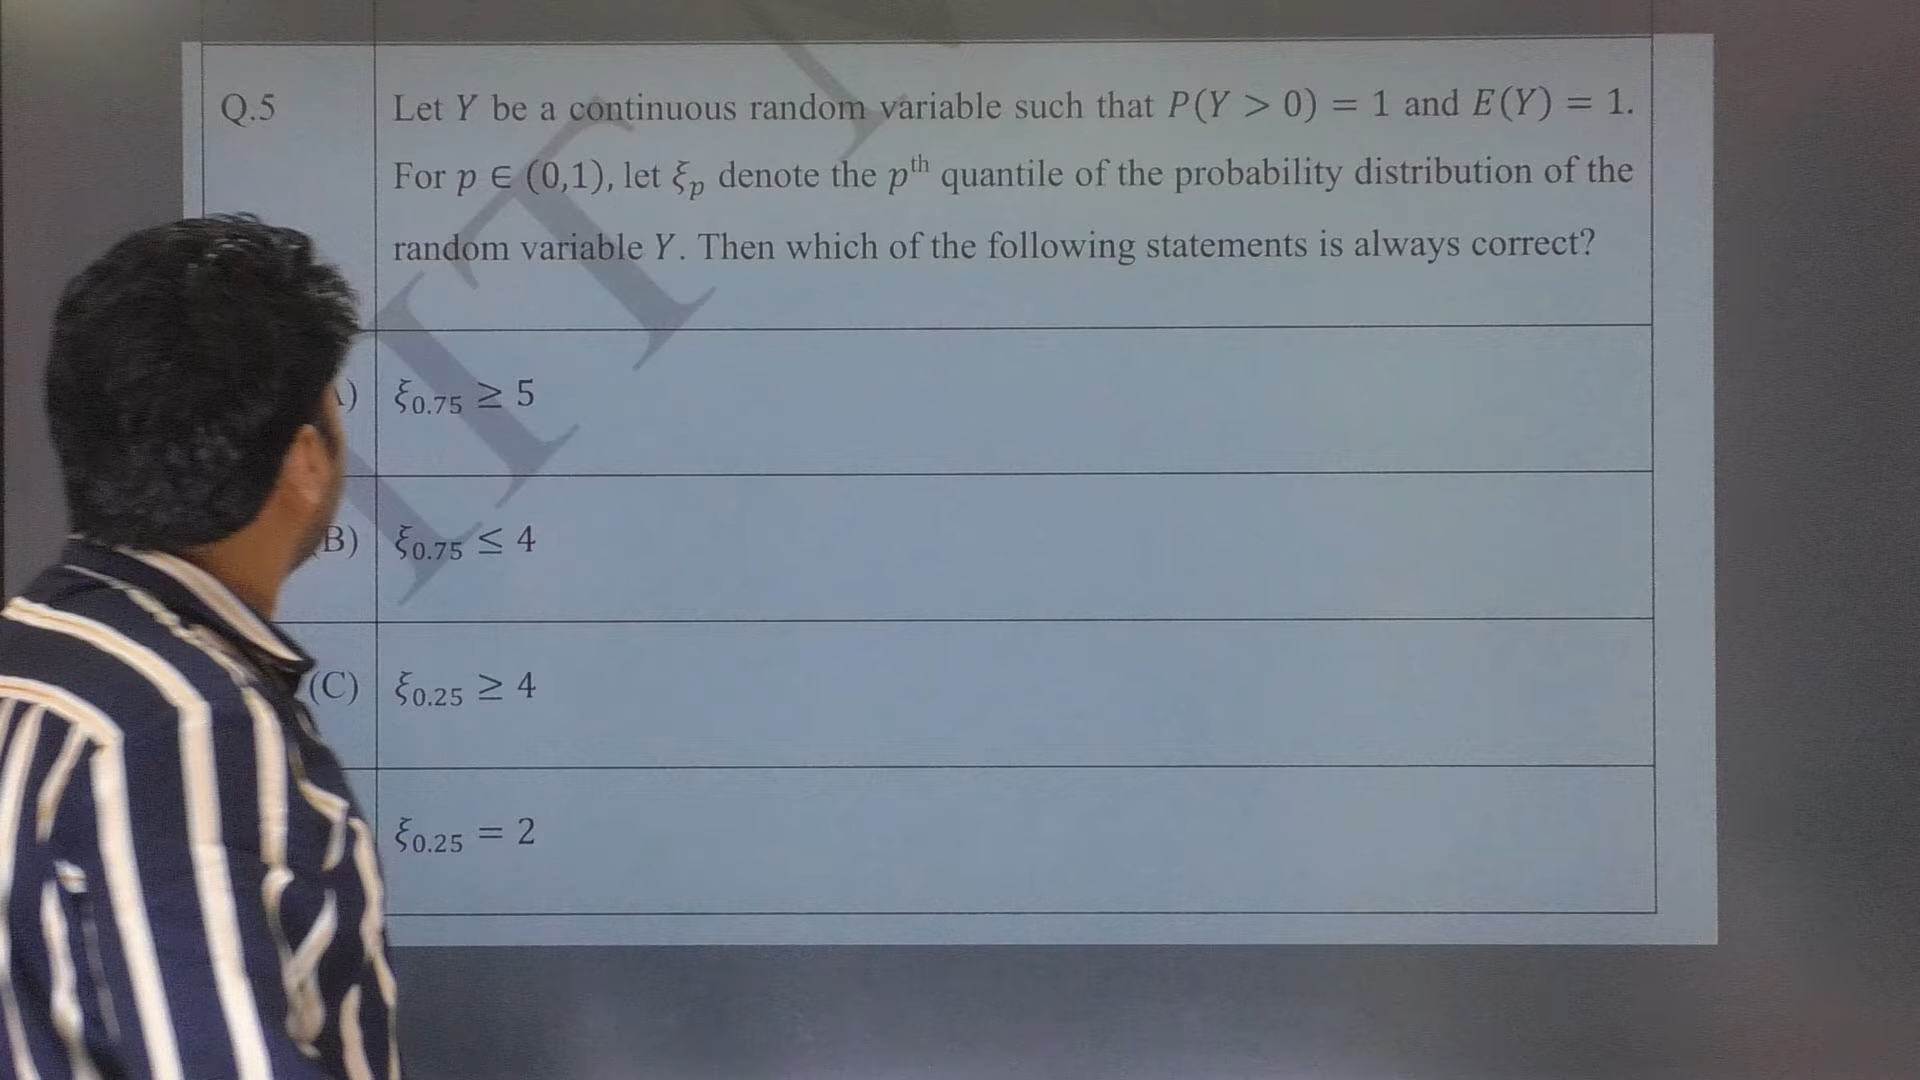 Q.5
Let Y be a continuous random variable such that P(Y > 0) = 1 and E(Y) = 1.
For p ∈ (0,1), let ξₚ denote the pᵗʰ quantile of the probability distribution of the
random variable Y. Then which of the following statements is always correct?
) ξ₀.₇₅ ≥ 5
B) ξ₀.₇₅ ≤ 4
(C) ξ₀.₂₅ ≥ 4
ξ₀.₂₅ = 2